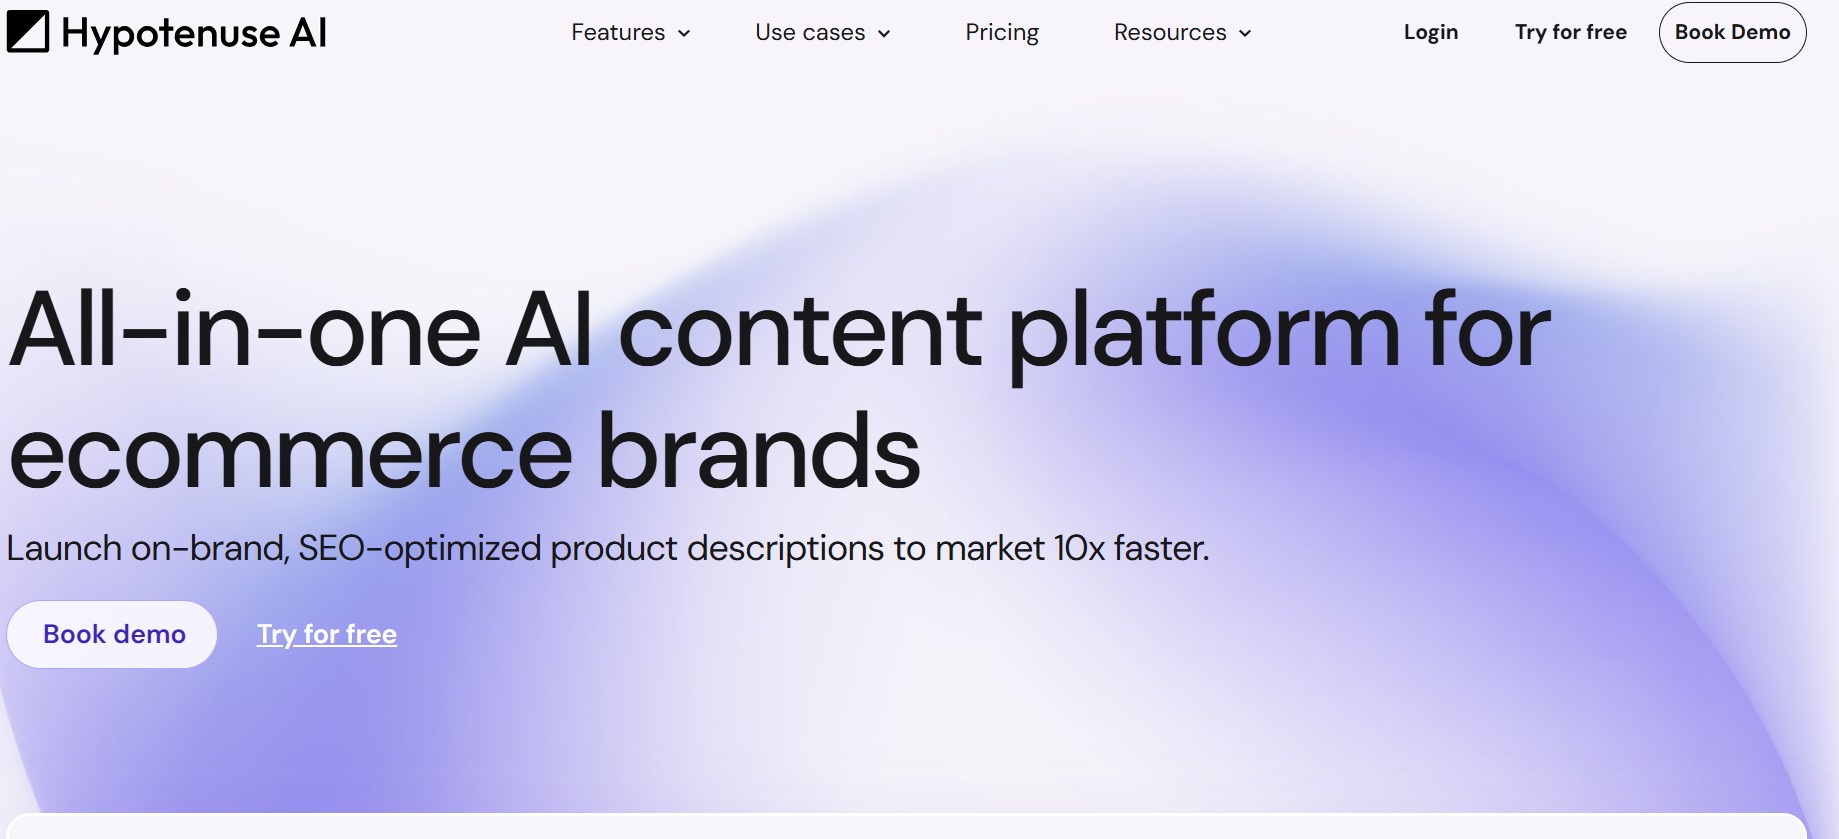 Hypotenuse AI
Features
Use cases
Pricing
Resources
Login
Try for free
Book Demo
All-in-one AI content platform for
ecommerce brands
Launch on-brand, SEO-optimized product descriptions to market 10x faster.
Book demo
Try for free